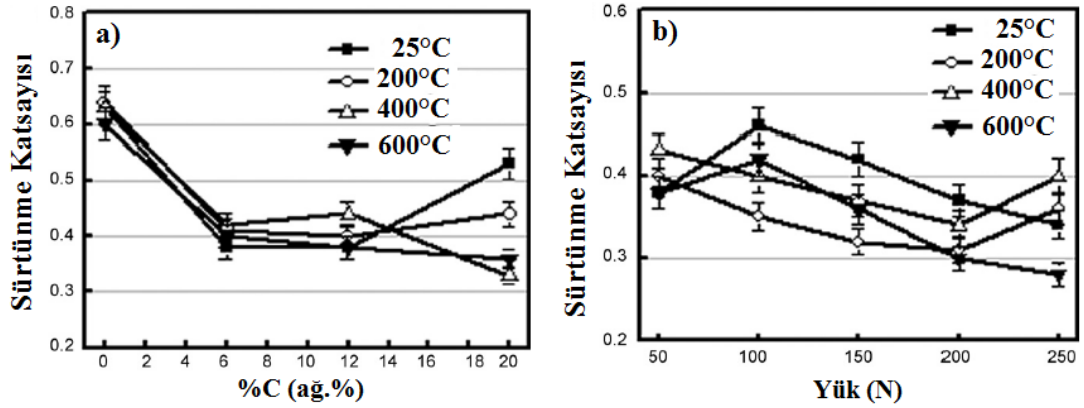 a)
Sürtünme Katsayısı
0.8
0.7
0.6
0.5
0.4
0.3
0.2
25°C
200°C
400°C
600°C
0 2 4 6 8 10 12 14 16 18 20
%C (ağ.%)
b)
Sürtünme Katsayısı
0.6
0.5
0.4
0.3
0.2
25°C
200°C
400°C
600°C
50 100 150 200 250
Yük (N)